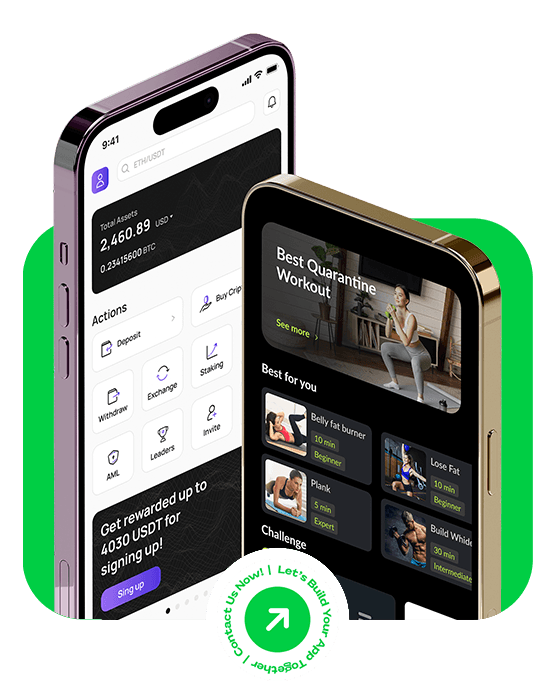 9:41
ETH/USDT
Total Assets
2,460.89 USD
0.23415600 BTC
Actions
Deposit
Buy Crip
Withdraw
Exchange
Staking
AML
Leaders
Invite
Get rewarded up to
4030 USDT for
signing up!
Sing up
Best Quarantine
Workout
See more
Best for you
Belly fat burner
10 min
Beginner
Lose Fat
10 min
Beginner
Plank
5 min
Expert
Build Wide
30 min
Intermediate
Challenge
Contact Us Now! | Let's Build Your App Together |